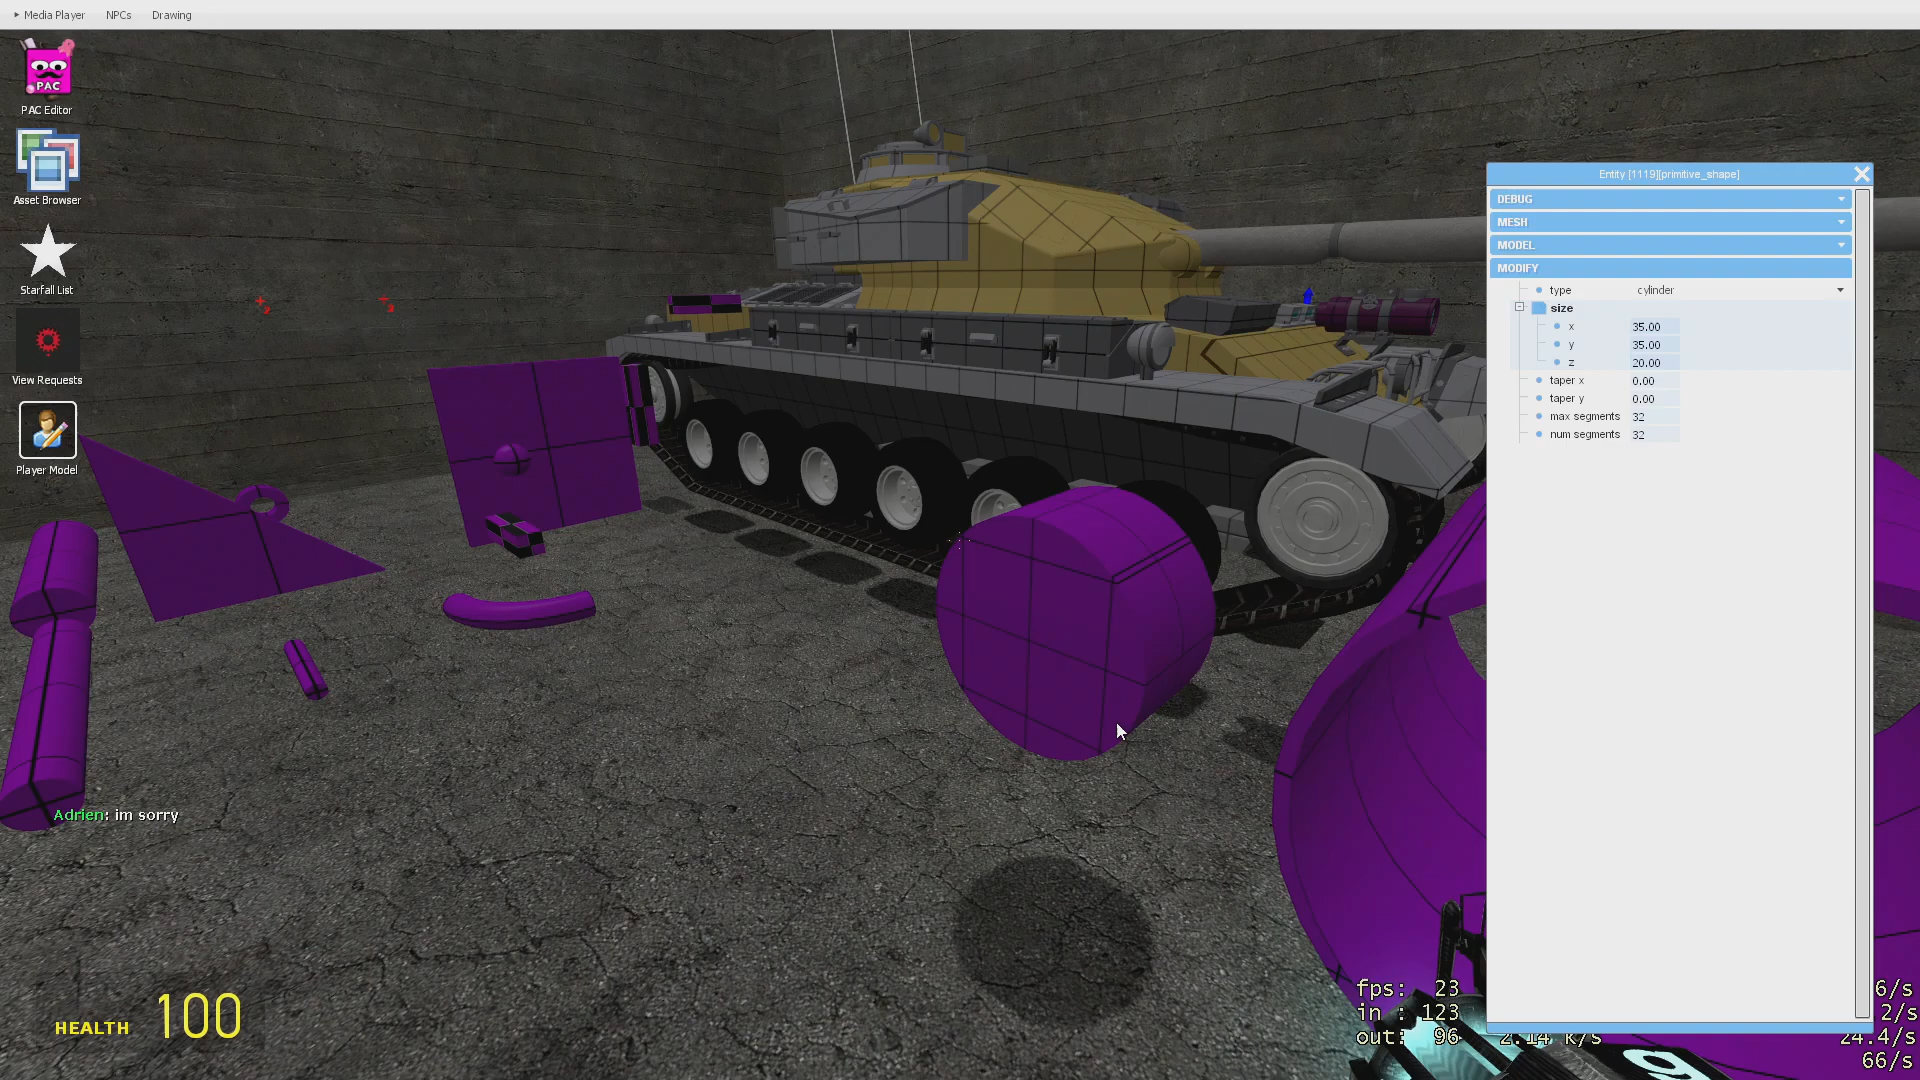 Media Player NPCs Drawing
PAC
PAC Editor
Asset Browser
Starfall List
View Requests
Player Model
Entity [1119][primitive_shape]
DEBUG
MESH
MODEL
MODIFY
type cylinder
size
x 35.00
y 35.00
z 20.00
taper x 0.00
taper y 0.00
max segments 32
num segments 32
Adrien: im sorry
HEALTH 100
fps: 23 6/s
in : 123 2/s
out: 96 2.14 k/s 24.4/s
66/s